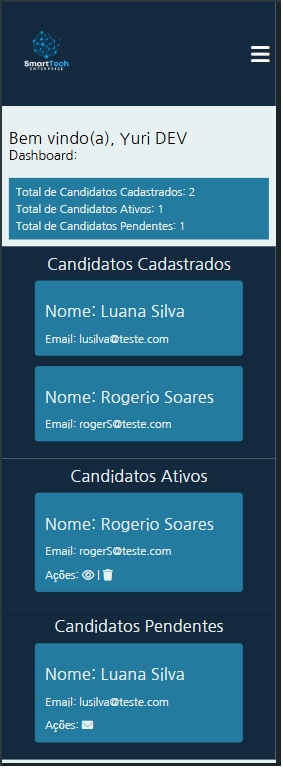 SmartTech
ENTERPRISE
Bem vindo(a), Yuri DEV
Dashboard:
Total de Candidatos Cadastrados: 2
Total de Candidatos Ativos: 1
Total de Candidatos Pendentes: 1
Candidatos Cadastrados
Nome: Luana Silva
Email: lusilva@teste.com
Nome: Rogerio Soares
Email: rogerS@teste.com
Candidatos Ativos
Nome: Rogerio Soares
Email: rogerS@teste.com
Ações: |
Candidatos Pendentes
Nome: Luana Silva
Email: lusilva@teste.com
Ações: